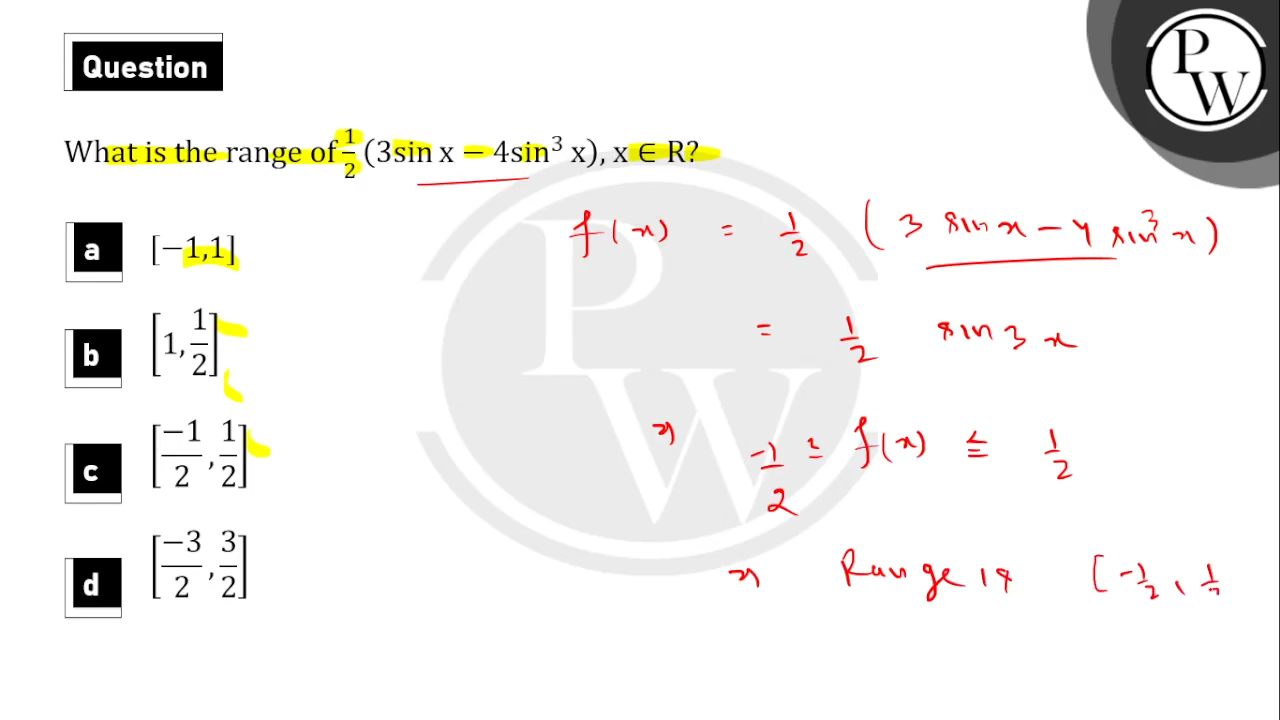 Question
What is the range of 1/2 (3sin x − 4sin³ x), x ∈ R?
a [−1,1]
b [1, 1/2]
c [−1/2, 1/2]
d [−3/2, 3/2]
f(x) = 1/2 (3 sin x − 4 sin³ x)
= 1/2 sin 3x
⇒ −1/2 ≤ f(x) ≤ 1/2
⇒ Range is [−1/2, 1/2
PW
PW